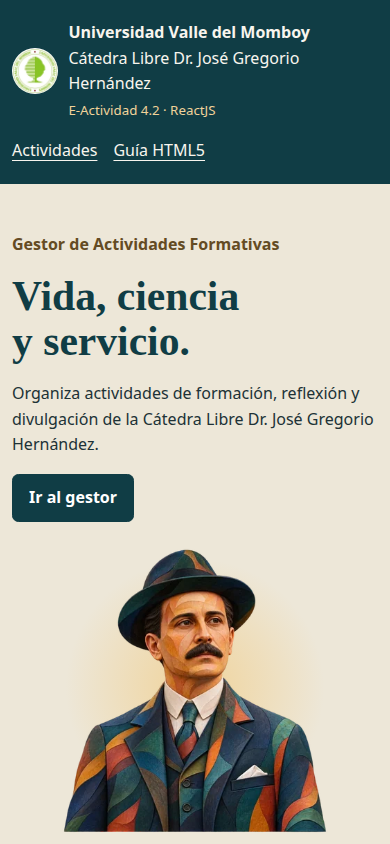 Universidad Valle del Momboy
Cátedra Libre Dr. José Gregorio
Hernández
E-Actividad 4.2 · ReactJS
Actividades Guía HTML5
Gestor de Actividades Formativas
Vida, ciencia
y servicio.
Organiza actividades de formación, reflexión y
divulgación de la Cátedra Libre Dr. José Gregorio
Hernández.
Ir al gestor